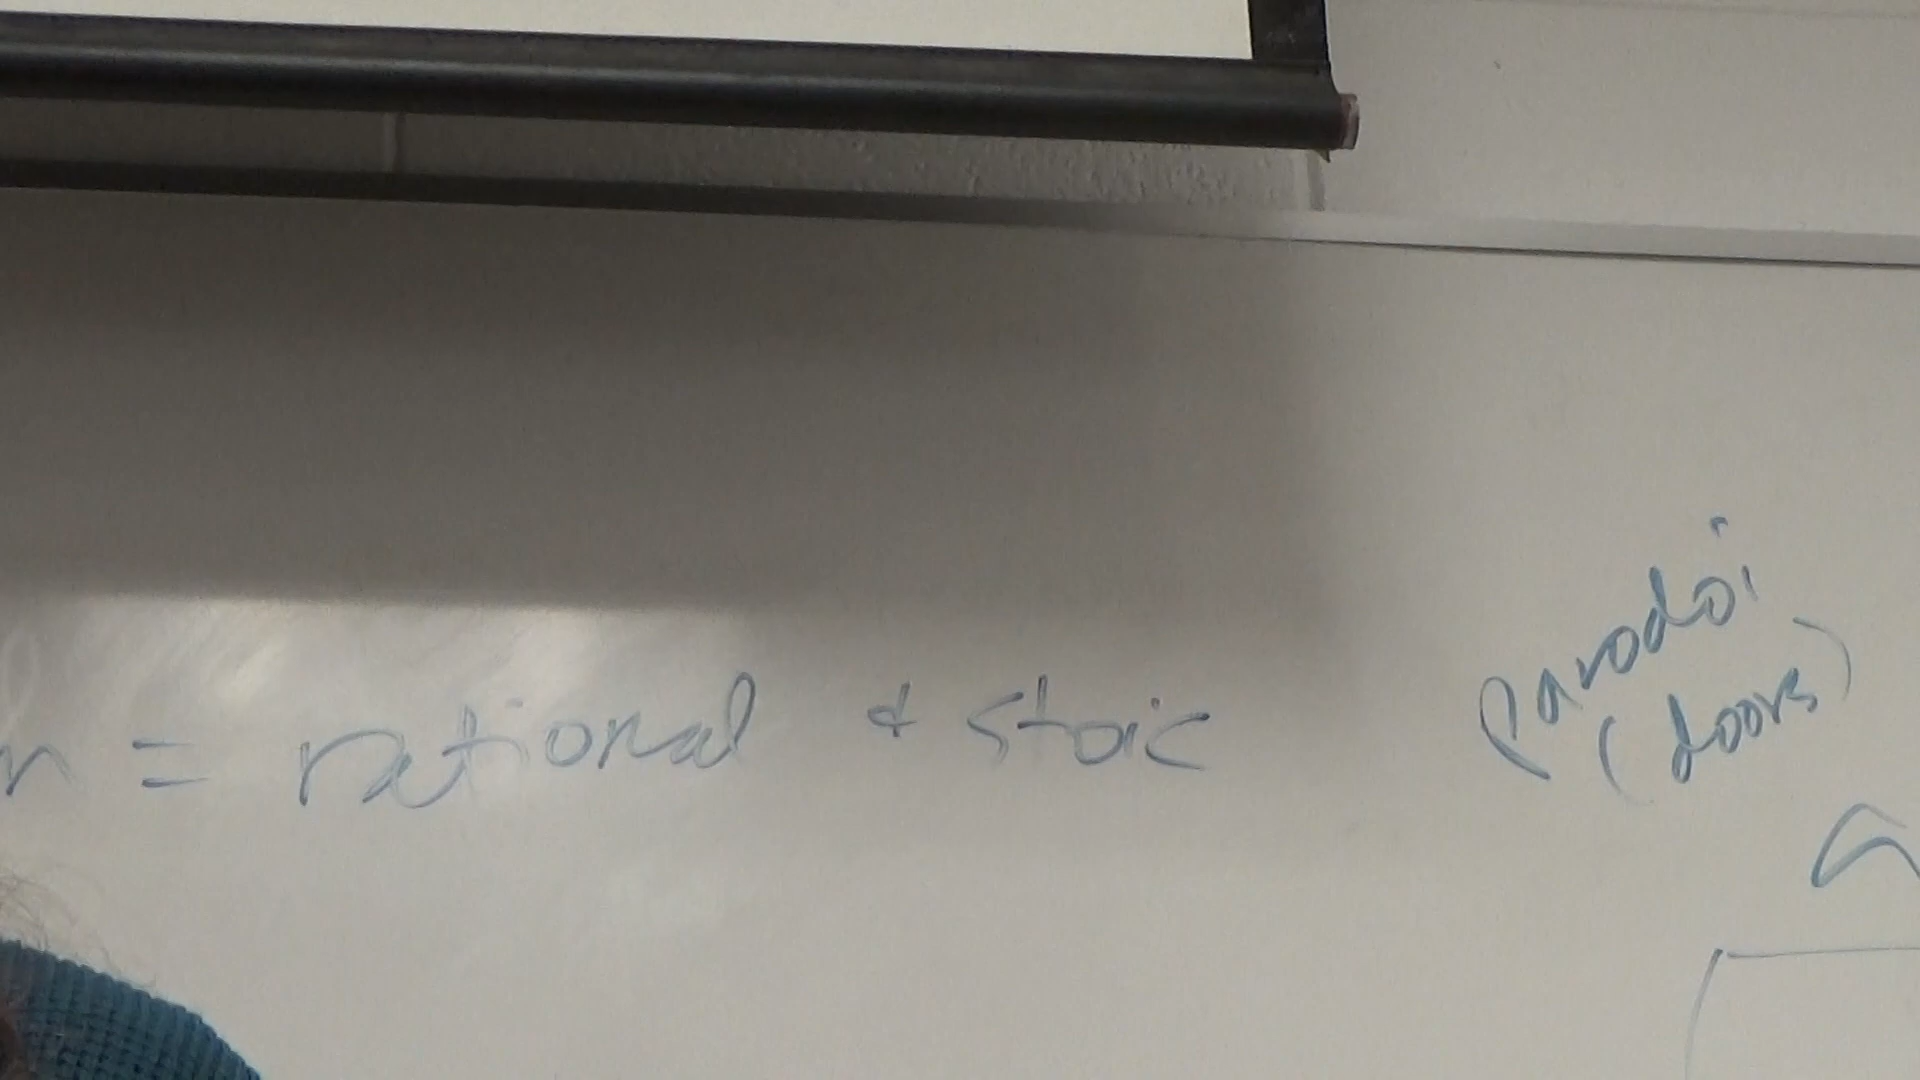 = rational & stoic
parodoi
(doors)